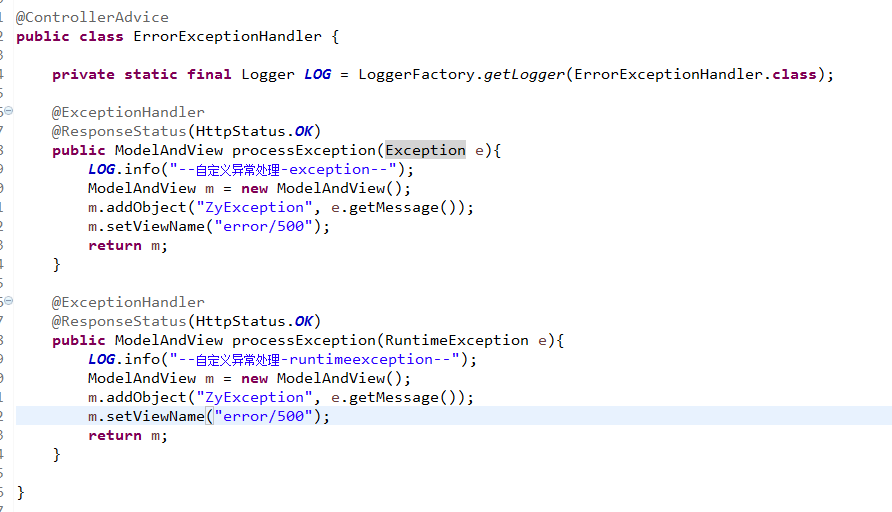 @ControllerAdvice
public class ErrorExceptionHandler {
private static final Logger LOG = LoggerFactory.getLogger(ErrorExceptionHandler.class);
@ExceptionHandler
@ResponseStatus(HttpStatus.OK)
public ModelAndView processException(Exception e){
LOG.info("--自定义异常处理-exception--");
ModelAndView m = new ModelAndView();
m.addObject("ZyException", e.getMessage());
m.setViewName("error/500");
return m;
}
@ExceptionHandler
@ResponseStatus(HttpStatus.OK)
public ModelAndView processException(RuntimeException e){
LOG.info("--自定义异常处理-runtimeexception--");
ModelAndView m = new ModelAndView();
m.addObject("ZyException", e.getMessage());
m.setViewName("error/500");
return m;
}
}